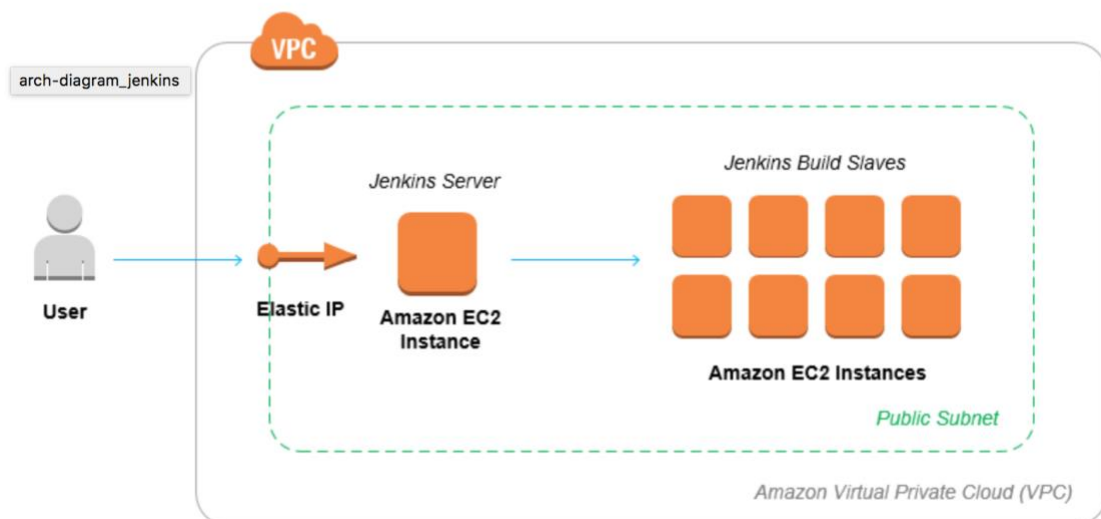 VPC
arch-diagram_jenkins
Jenkins Server
Jenkins Build Slaves
User
Elastic IP
Amazon EC2
Instance
Amazon EC2 Instances
Public Subnet
Amazon Virtual Private Cloud (VPC)